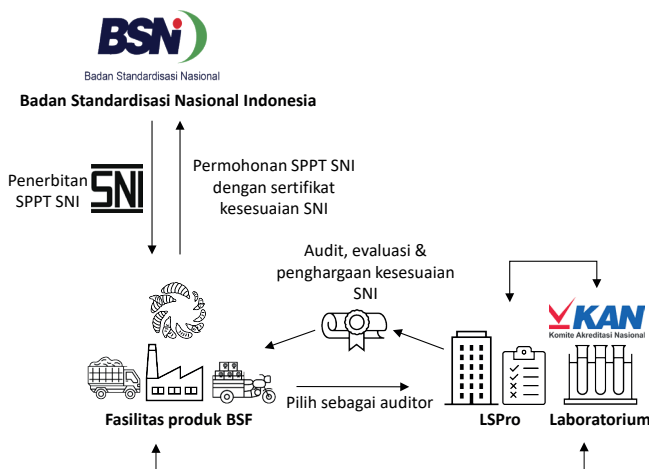 BSN
Badan Standardisasi Nasional
Badan Standardisasi Nasional Indonesia
Penerbitan
SPPT SNI
SNI
Permohonan SPPT SNI
dengan sertifikat
kesesuaian SNI
Audit, evaluasi &
penghargaan kesesuaian
SNI
KAN
Komite Akreditasi Nasional
Pilih sebagai auditor
Fasilitas produk BSF
LSPro
Laboratorium